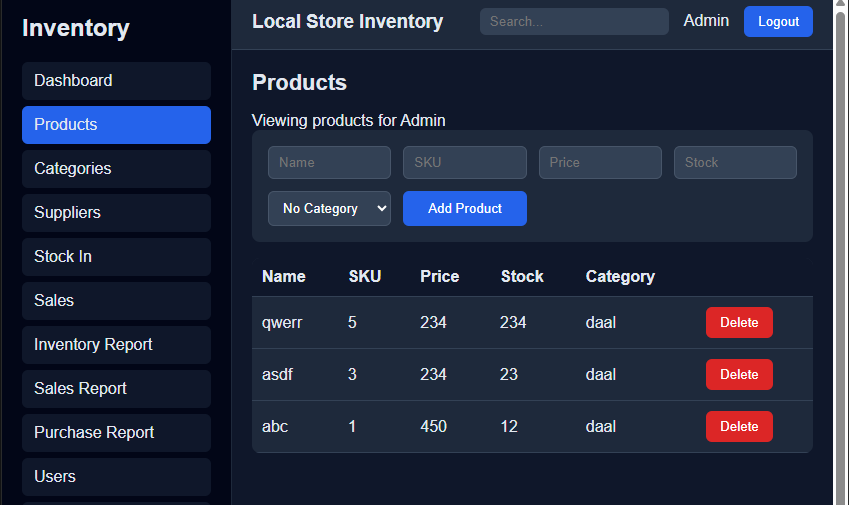 Inventory
Dashboard
Products
Categories
Suppliers
Stock In
Sales
Inventory Report
Sales Report
Purchase Report
Users
Local Store Inventory Search... Admin Logout
Products
Viewing products for Admin
Name SKU Price Stock
No Category Add Product
Name SKU Price Stock Category
qwerr 5 234 234 daal Delete
asdf 3 234 23 daal Delete
abc 1 450 12 daal Delete